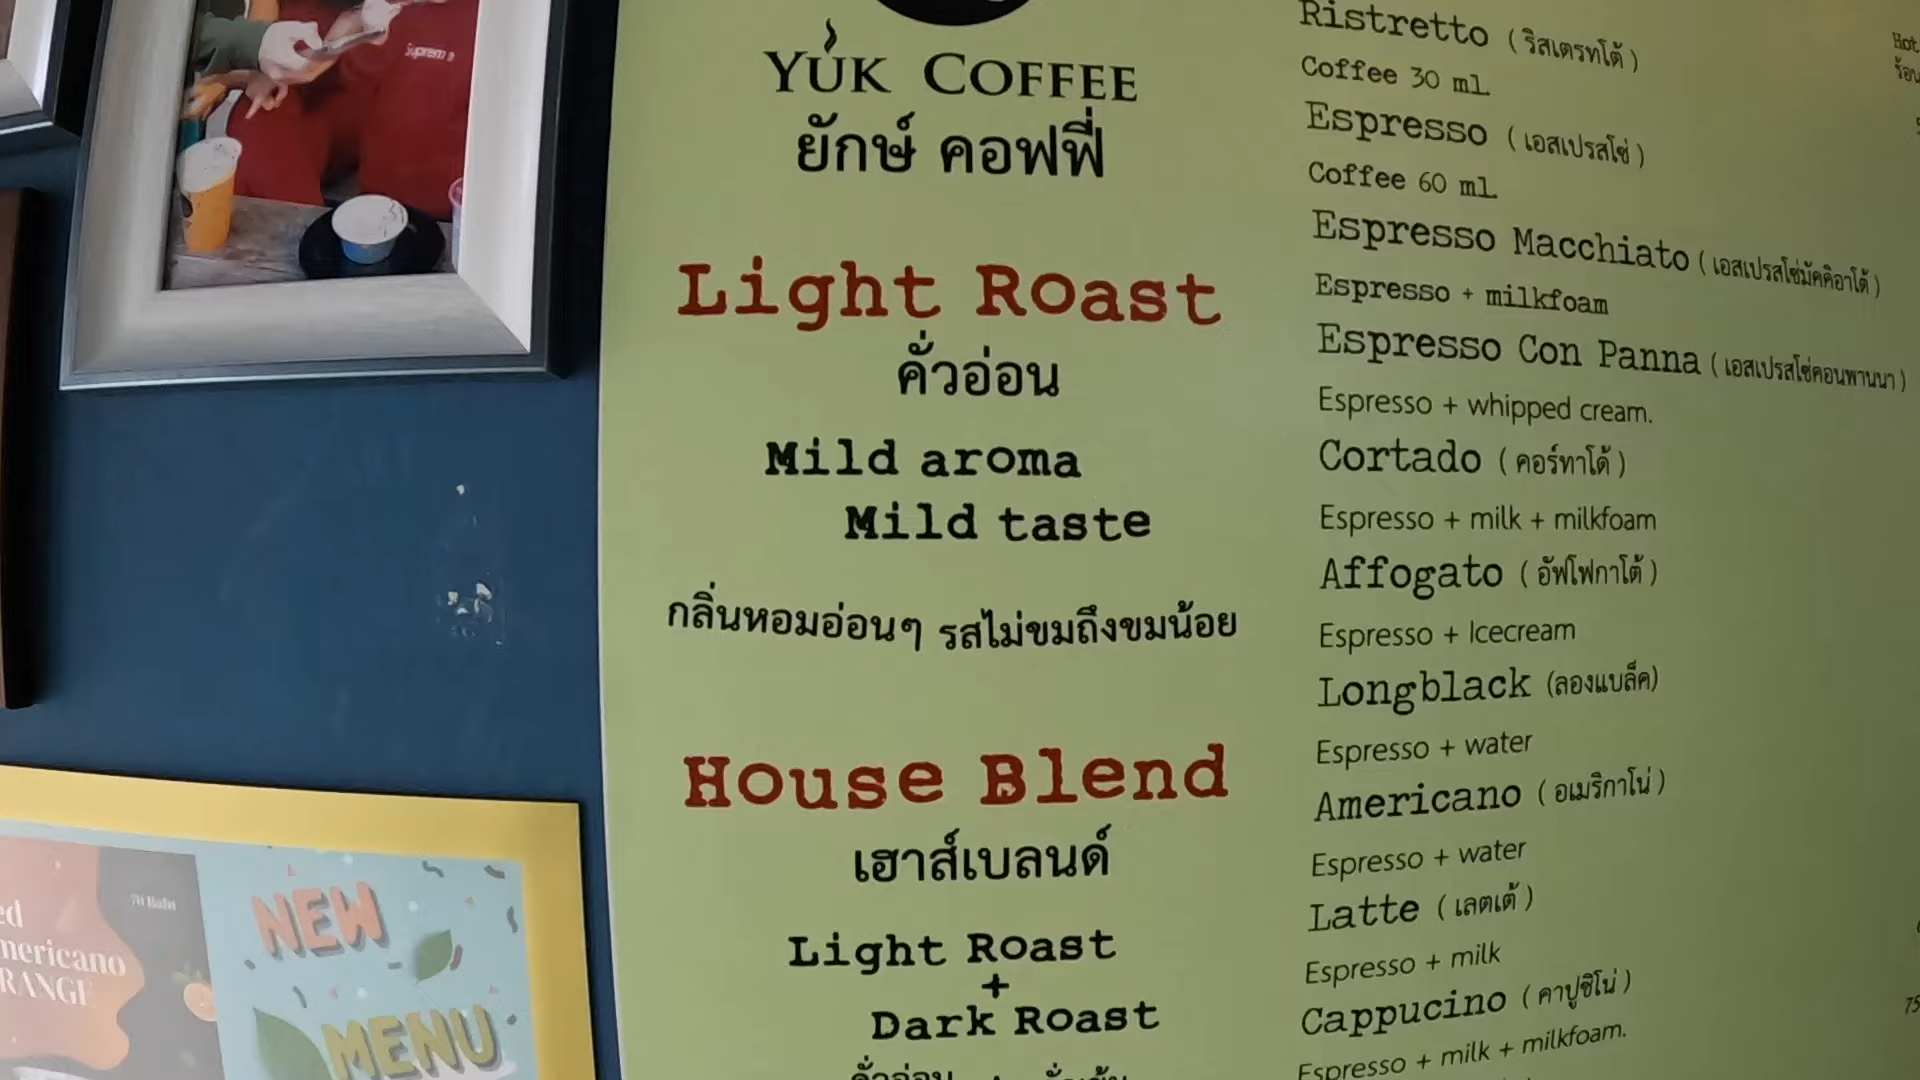 Suprem
YUK COFFEE
ยักษ์ คอฟฟี่
Light Roast
คั่วอ่อน
Mild aroma
Mild taste
กลิ่นหอมอ่อนๆ รสไม่ขมถึงขมน้อย
House Blend
เฮาส์เบลนด์
Light Roast
+
Dark Roast
Ristretto ( ริสเตรทโต้ )
Coffee 30 ml
Espresso ( เอสเปรสโซ่ )
Coffee 60 ml
Espresso Macchiato ( เอสเปรสโซ่มัคคิอาโต้ )
Espresso + milkfoam
Espresso Con Panna ( เอสเปรสโซ่คอนพานนา )
Espresso + whipped cream.
Cortado ( คอร์ทาโด้ )
Espresso + milk + milkfoam
Affogato ( อัฟโฟกาโต้ )
Espresso + Icecream
Longblack (ลองแบล็ค)
Espresso + water
Americano ( อเมริกาโน่ )
Espresso + water
Latte ( เลตเต้ )
Espresso + milk
Cappucino ( คาปูชิโน่ )
Espresso + milk + milkfoam.
Hot
ร้อน
75
70 Baht
NEW
MENU